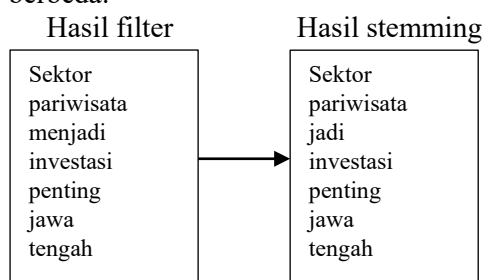 berbeda.
Hasil filter
Hasil stemming
Sektor
pariwisata
menjadi
investasi
penting
jawa
tengah
Sektor
pariwisata
jadi
investasi
penting
jawa
tengah